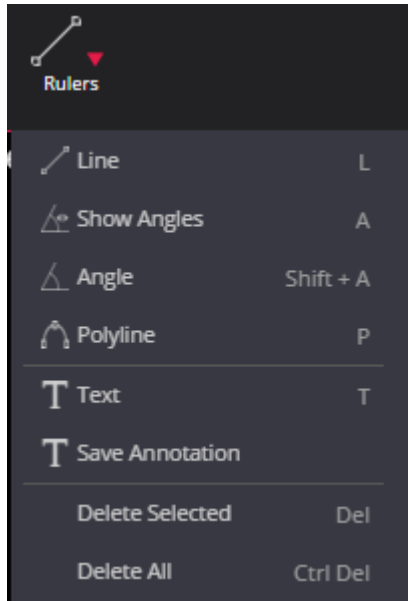 Rulers
Line L
Show Angles A
Angle Shift + A
Polyline P
T Text T
T Save Annotation
Delete Selected Del
Delete All Ctrl Del